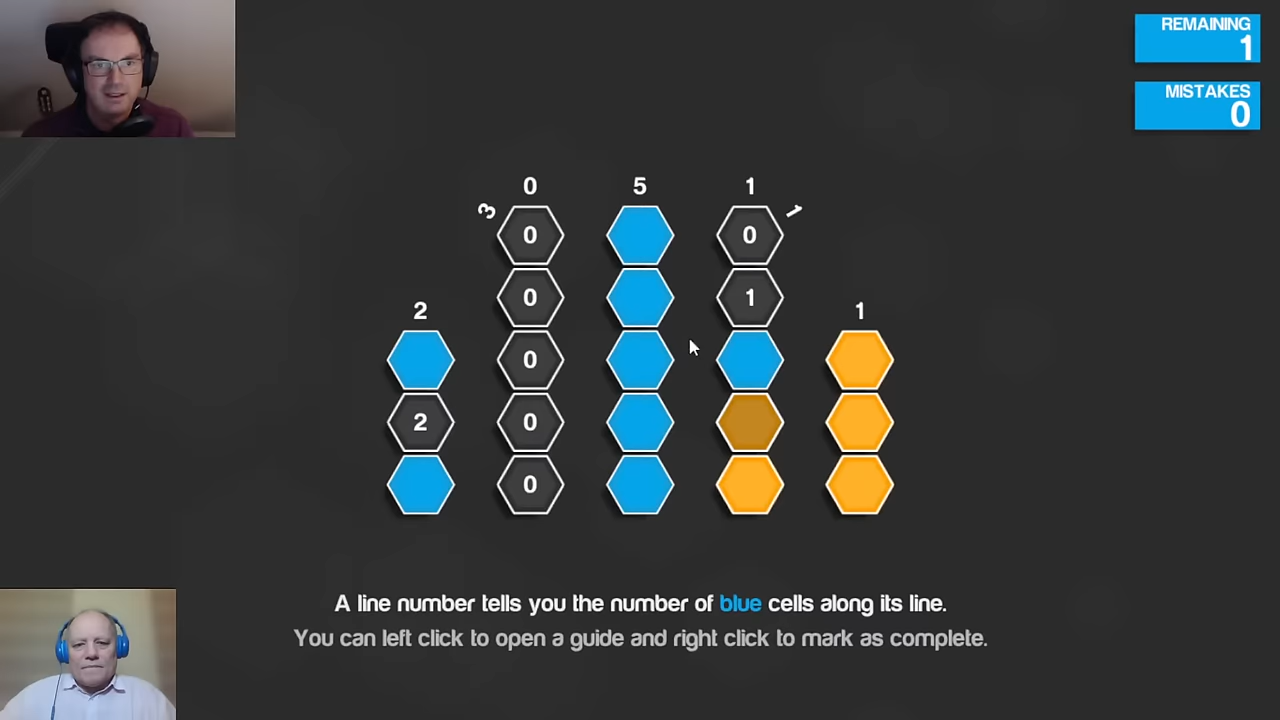 REMAINING
1
MISTAKES
0
0 5 1
3 1
0 0
0 1
2 1
0
2 0
0
A line number tells you the number of blue cells along its line.
You can left click to open a guide and right click to mark as complete.